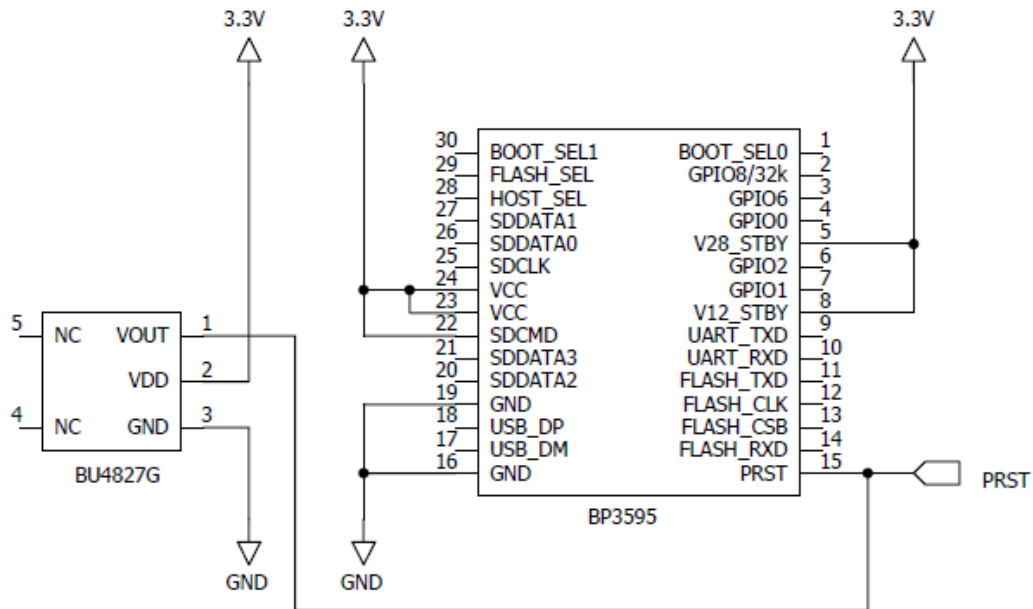 3.3V 3.3V 3.3V
30 BOOT_SEL1 BOOT_SEL0 1
29 FLASH_SEL GPIO8/32k 2
28 HOST_SEL GPIO6 3
27 SDDATA1 GPIO0 4
26 SDDATA0 V28_STBY 5
25 SDCLK GPIO2 6
24 VCC GPIO1 7
23 VCC V12_STBY 8
22 SDCMD UART_TXD 9
21 SDDATA3 UART_RXD 10
20 SDDATA2 FLASH_TXD 11
19 GND FLASH_CLK 12
18 USB_DP FLASH_CSB 13
17 USB_DM FLASH_RXD 14
16 GND PRST 15
BP3595
PRST
5 NC VOUT 1
VDD 2
4 NC GND 3
BU4827G
GND GND